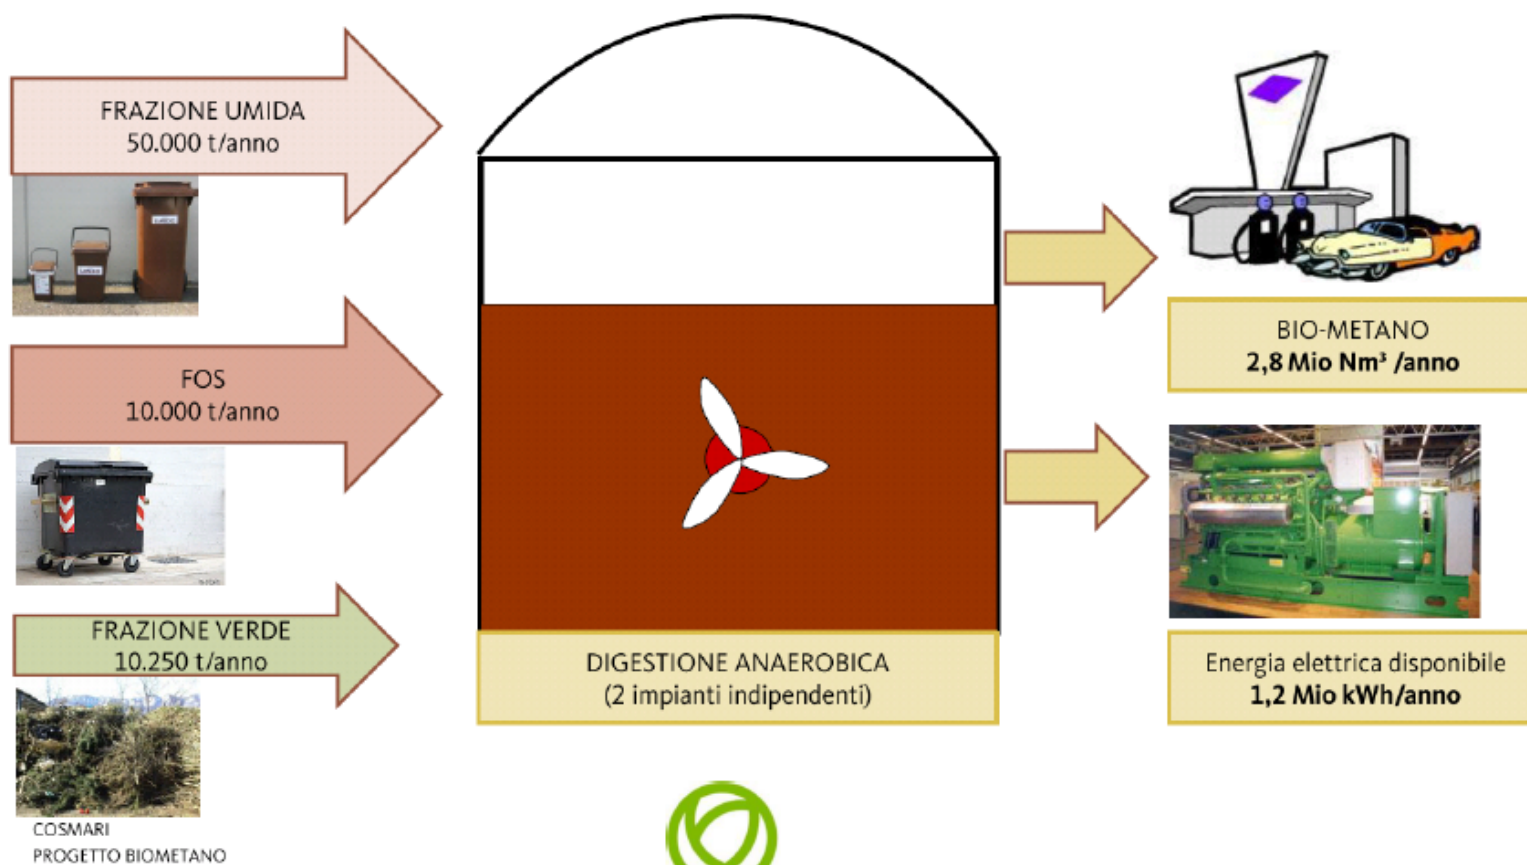 FRAZIONE UMIDA
50.000 t/anno
FOS
10.000 t/anno
FRAZIONE VERDE
10.250 t/anno
COSMARI
PROGETTO BIOMETANO
DIGESTIONE ANAEROBICA
(2 impianti indipendenti)
BIO-METANO
2,8 Mio Nm³ /anno
Energia elettrica disponibile
1,2 Mio kWh/anno